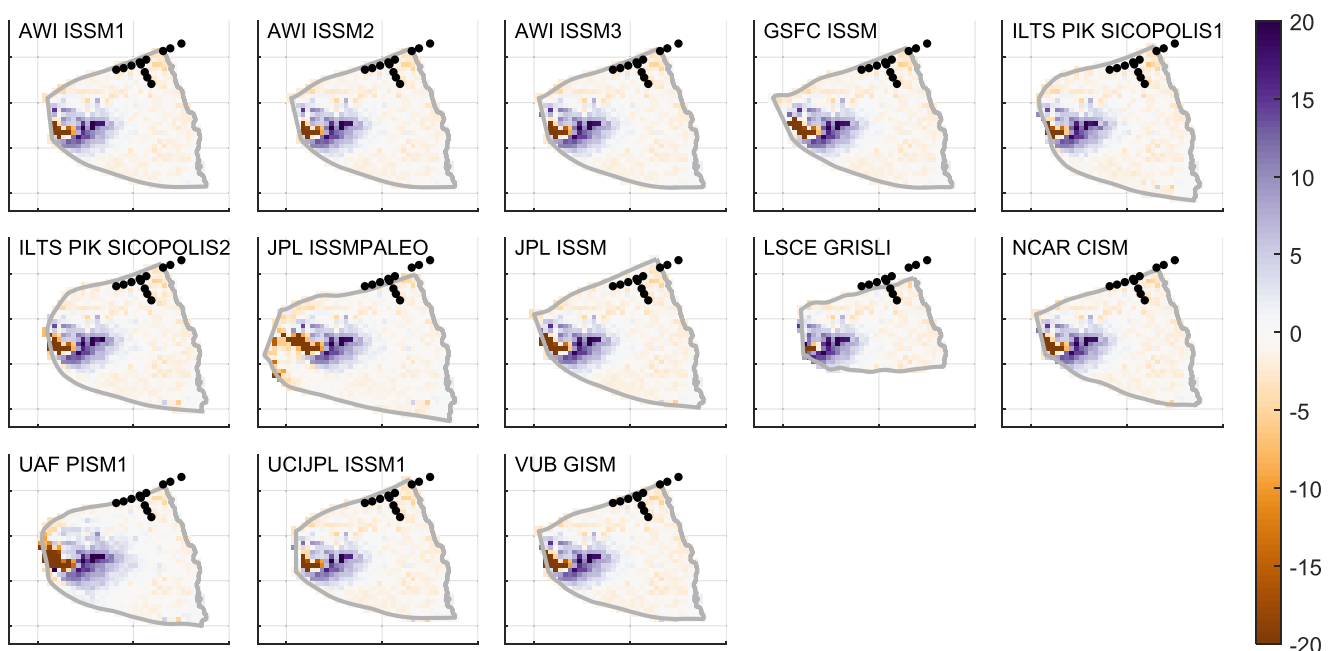 AWI ISSM1
AWI ISSM2
AWI ISSM3
GSFC ISSM
ILTS PIK SICOPOLIS1
ILTS PIK SICOPOLIS2
JPL ISSMPALEO
JPL ISSM
LSCE GRISLI
NCAR CISM
UAF PISM1
UCIJPL ISSM1
VUB GISM
20
15
10
5
0
-5
-10
-15
-20